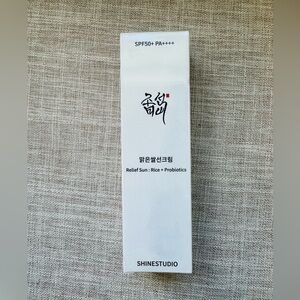 SPF50+ PA++++
맑은쌀선크림
Relief Sun : Rice + Probiotics
SHINESTUDIO